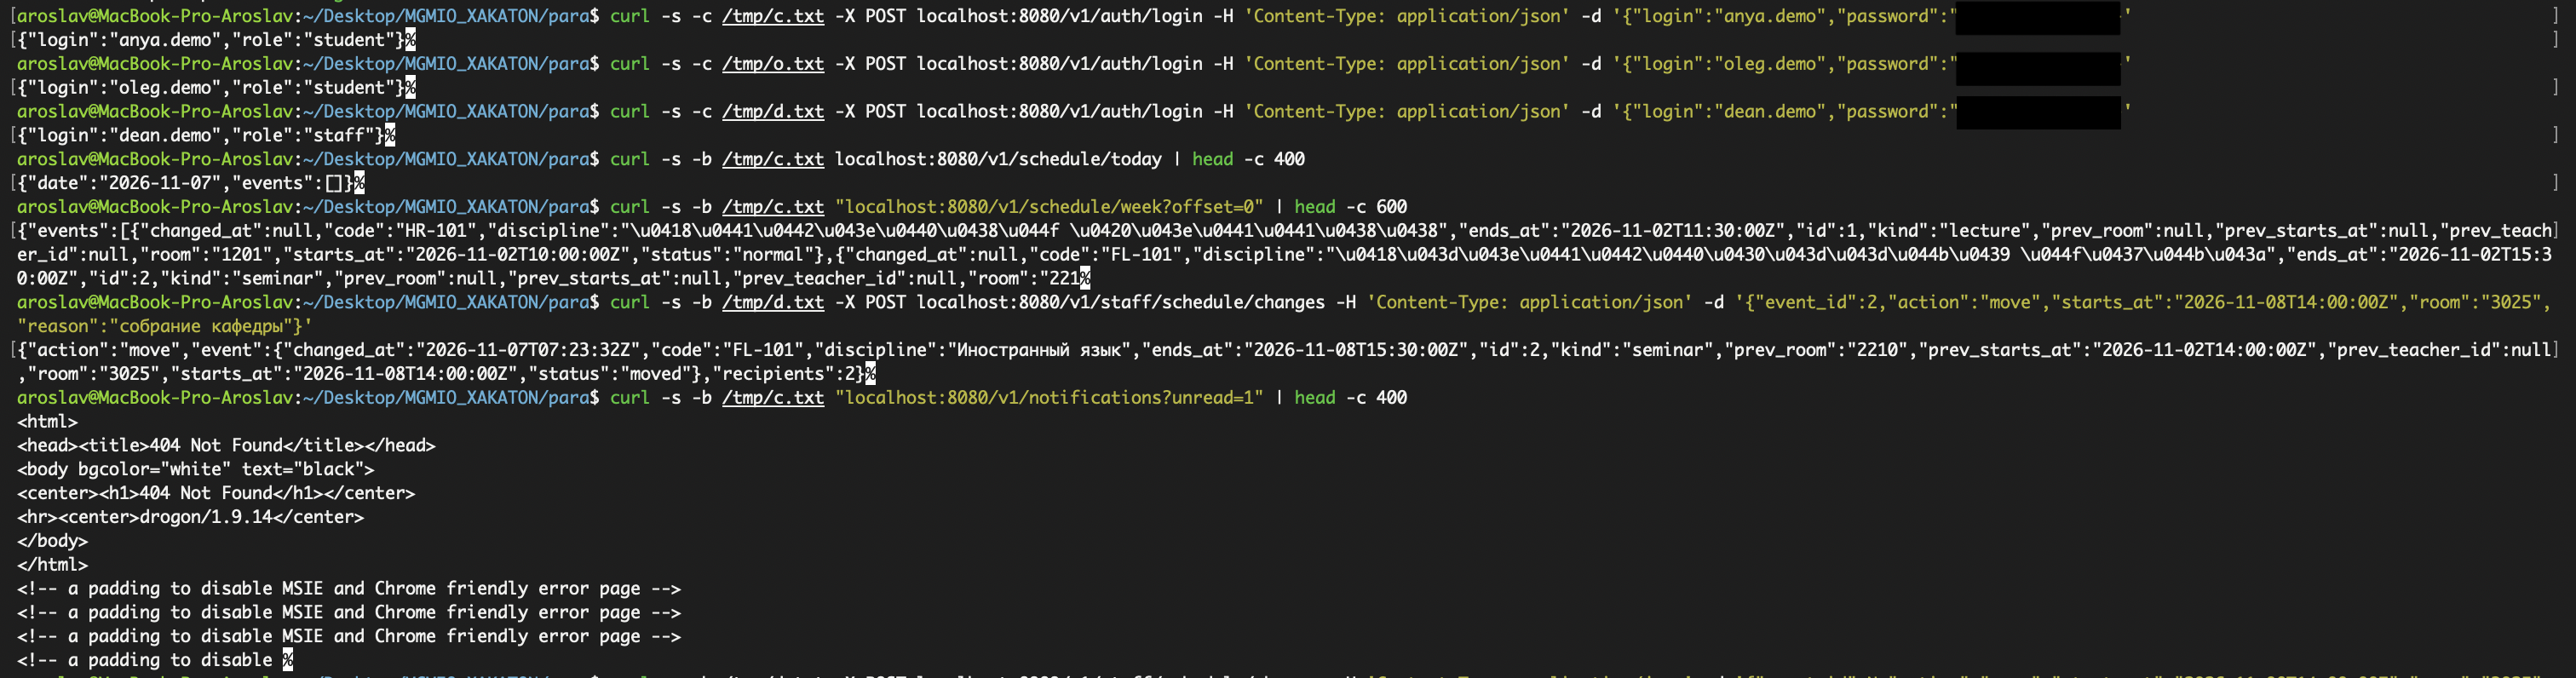 [aroslav@MacBook-Pro-Aroslav:~/Desktop/MGMIO_XAKATON/para$ curl -s -c /tmp/c.txt -X POST localhost:8080/v1/auth/login -H 'Content-Type: application/json' -d '{"login":"anya.demo","password":" ' ]
[{"login":"anya.demo","role":"student"}% ]
aroslav@MacBook-Pro-Aroslav:~/Desktop/MGMIO_XAKATON/para$ curl -s -c /tmp/o.txt -X POST localhost:8080/v1/auth/login -H 'Content-Type: application/json' -d '{"login":"oleg.demo","password":" '
[{"login":"oleg.demo","role":"student"}% ]
aroslav@MacBook-Pro-Aroslav:~/Desktop/MGMIO_XAKATON/para$ curl -s -c /tmp/d.txt -X POST localhost:8080/v1/auth/login -H 'Content-Type: application/json' -d '{"login":"dean.demo","password":" '
[{"login":"dean.demo","role":"staff"}% ]
aroslav@MacBook-Pro-Aroslav:~/Desktop/MGMIO_XAKATON/para$ curl -s -b /tmp/c.txt localhost:8080/v1/schedule/today | head -c 400
[{"date":"2026-11-07","events":[]}% ]
aroslav@MacBook-Pro-Aroslav:~/Desktop/MGMIO_XAKATON/para$ curl -s -b /tmp/c.txt "localhost:8080/v1/schedule/week?offset=0" | head -c 600
[{"events":[{"changed_at":null,"code":"HR-101","discipline":"\u0418\u0441\u0442\u043e\u0440\u0438\u044f \u0420\u043e\u0441\u0441\u0438\u0438","ends_at":"2026-11-02T11:30:00Z","id":1,"kind":"lecture","prev_room":null,"prev_starts_at":null,"prev_teach]
er_id":null,"room":"1201","starts_at":"2026-11-02T10:00:00Z","status":"normal"},{"changed_at":null,"code":"FL-101","discipline":"\u0418\u043d\u043e\u0441\u0442\u0440\u0430\u043d\u043d\u044b\u0439 \u044f\u0437\u044b\u043a","ends_at":"2026-11-02T15:3
0:00Z","id":2,"kind":"seminar","prev_room":null,"prev_starts_at":null,"prev_teacher_id":null,"room":"221%
aroslav@MacBook-Pro-Aroslav:~/Desktop/MGMIO_XAKATON/para$ curl -s -b /tmp/d.txt -X POST localhost:8080/v1/staff/schedule/changes -H 'Content-Type: application/json' -d '{"event_id":2,"action":"move","starts_at":"2026-11-08T14:00:00Z","room":"3025",
"reason":"собрание кафедры"}'
[{"action":"move","event":{"changed_at":"2026-11-07T07:23:32Z","code":"FL-101","discipline":"Иностранный язык","ends_at":"2026-11-08T15:30:00Z","id":2,"kind":"seminar","prev_room":"2210","prev_starts_at":"2026-11-02T14:00:00Z","prev_teacher_id":null]
,"room":"3025","starts_at":"2026-11-08T14:00:00Z","status":"moved"},"recipients":2}%
aroslav@MacBook-Pro-Aroslav:~/Desktop/MGMIO_XAKATON/para$ curl -s -b /tmp/c.txt "localhost:8080/v1/notifications?unread=1" | head -c 400
<html>
<head><title>404 Not Found</title></head>
<body bgcolor="white" text="black">
<center><h1>404 Not Found</h1></center>
<hr><center>drogon/1.9.14</center>
</body>
</html>
<!-- a padding to disable MSIE and Chrome friendly error page -->
<!-- a padding to disable MSIE and Chrome friendly error page -->
<!-- a padding to disable MSIE and Chrome friendly error page -->
<!-- a padding to disable %